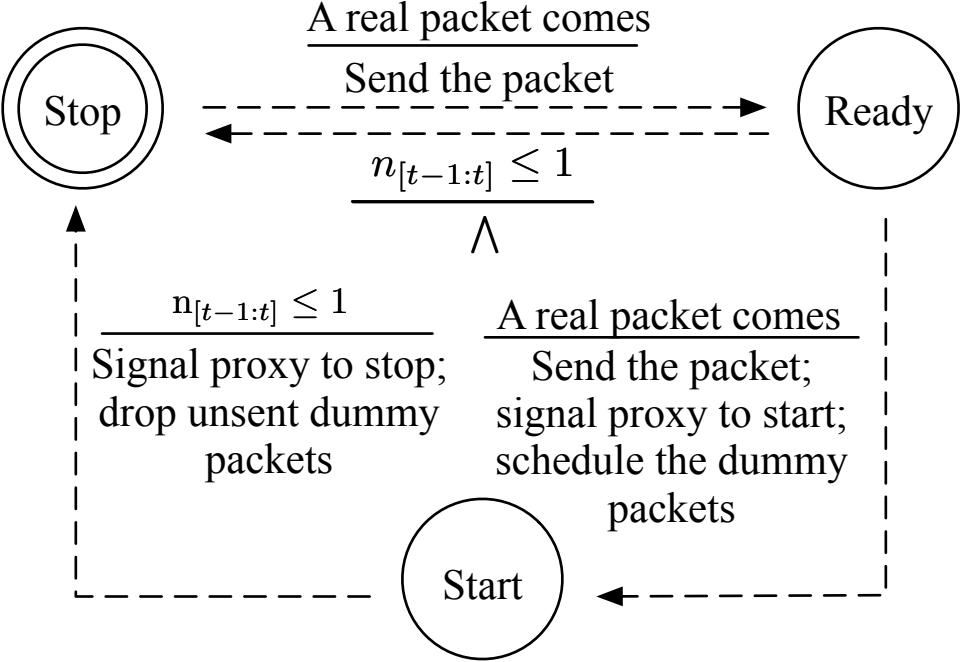 A real packet comes
Send the packet
Stop
Ready
n[t−1:t] ≤ 1
Λ
n[t−1:t] ≤ 1
Signal proxy to stop;
drop unsent dummy
packets
A real packet comes
Send the packet;
signal proxy to start;
schedule the dummy
packets
Start